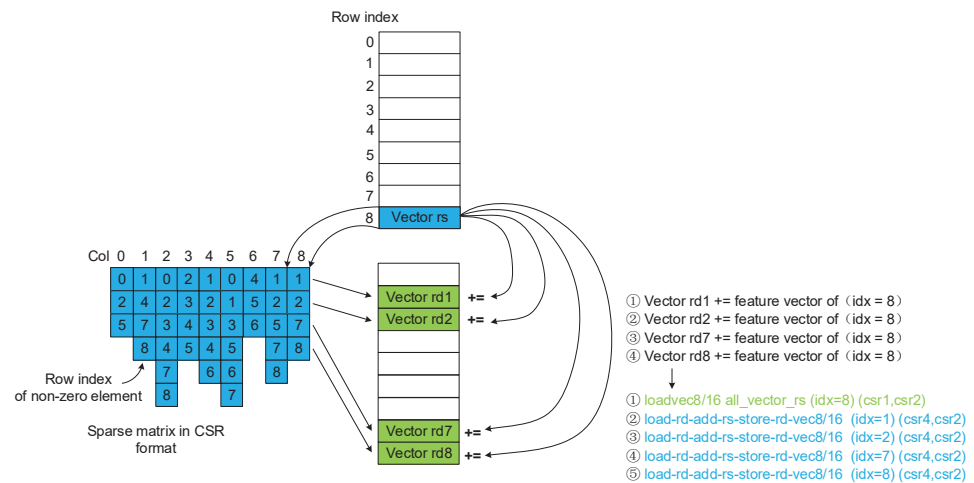 Row index
0
1
2
3
4
5
6
7
8 Vector rs
Col 0 1 2 3 4 5 6 7 8
0 1 0 2 1 0 4 1 1
2 4 2 3 2 1 5 2 2
5 7 3 4 3 3 6 5 7
8 4 5 4 5 7 8
7 6 6 8
8 7
Row index
of non-zero element
Sparse matrix in CSR
format
Vector rd1 +=
Vector rd2 +=
Vector rd7 +=
Vector rd8 +=
① Vector rd1 += feature vector of（idx = 8）
② Vector rd2 += feature vector of（idx = 8）
③ Vector rd7 += feature vector of（idx = 8）
④ Vector rd8 += feature vector of（idx = 8）
① loadvec8/16 all_vector_rs (idx=8) (csr1,csr2)
② load-rd-add-rs-store-rd-vec8/16 (idx=1) (csr4,csr2)
③ load-rd-add-rs-store-rd-vec8/16 (idx=2) (csr4,csr2)
④ load-rd-add-rs-store-rd-vec8/16 (idx=7) (csr4,csr2)
⑤ load-rd-add-rs-store-rd-vec8/16 (idx=8) (csr4,csr2)